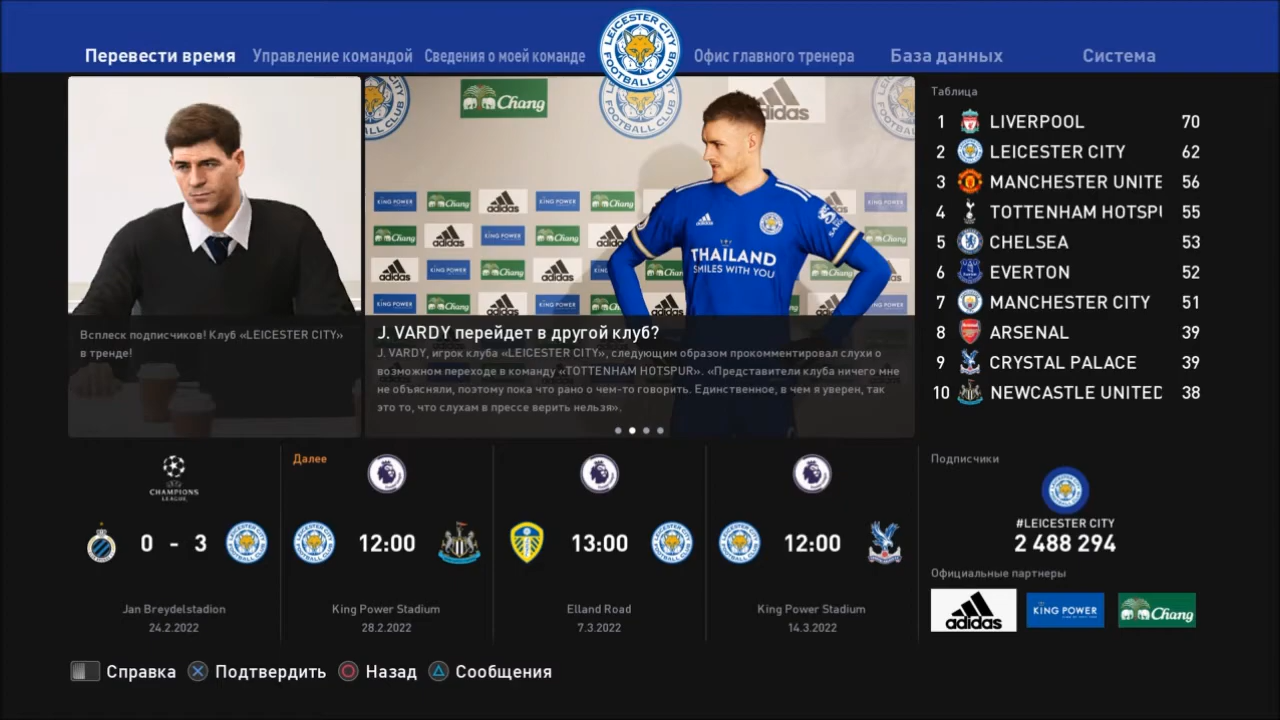 Перевести время
Управление командой
Сведения о моей команде
LEICESTER CITY
FOOTBALL CLUB
Офис главного тренера
База данных
Система
Всплеск подписчиков! Клуб «LEICESTER CITY»
в тренде!
Chang
adidas
KING POWER
THAILAND
SMILES WITH YOU
J. VARDY перейдет в другой клуб?
J. VARDY, игрок клуба «LEICESTER CITY», следующим образом прокомментировал слухи о
возможном переходе в команду «TOTTENHAM HOTSPUR». «Представители клуба ничего мне
не объясняли, поэтому пока что рано о чем-то говорить. Единственное, в чем я уверен, так
это то, что слухам в прессе верить нельзя».
Таблица
1 LIVERPOOL 70
2 LEICESTER CITY 62
3 MANCHESTER UNITE 56
4 TOTTENHAM HOTSPU 55
5 CHELSEA 53
6 EVERTON 52
7 MANCHESTER CITY 51
8 ARSENAL 39
9 CRYSTAL PALACE 39
10 NEWCASTLE UNITED 38
CHAMPIONS
LEAGUE
0 - 3
Jan Breydelstadion
24.2.2022
Далее
12:00
King Power Stadium
28.2.2022
13:00
Elland Road
7.3.2022
12:00
King Power Stadium
14.3.2022
Подписчики
#LEICESTER CITY
2 488 294
Официальные партнеры
adidas
KING POWER
Chang
Справка
Подтвердить
Назад
Сообщения